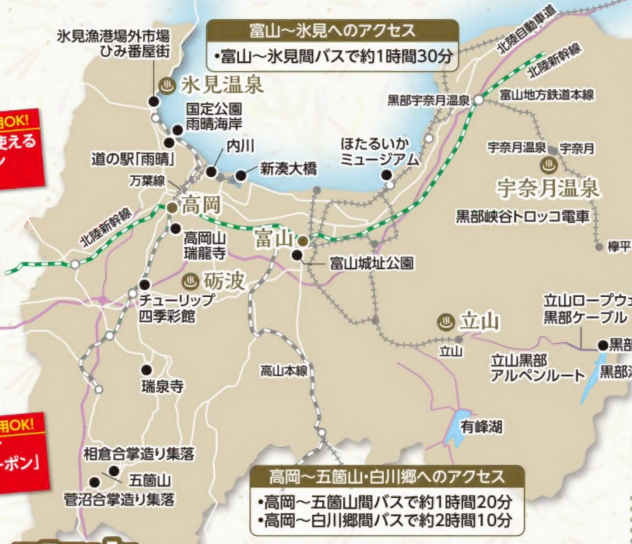 富山～氷見へのアクセス
・富山～氷見間バスで約1時間30分
氷見漁港場外市場
ひみ番屋街
氷見温泉
国定公園
雨晴海岸
道の駅「雨晴」
内川
新湊大橋
万葉線
高岡
北陸新幹線
高岡山
瑞龍寺
富山
富山城址公園
砺波
チューリップ
四季彩館
瑞泉寺
高山本線
相倉合掌造り集落
五箇山
菅沼合掌造り集落
ほたるいか
ミュージアム
北陸自動車道
北陸新幹線
黒部宇奈月温泉
富山地方鉄道本線
宇奈月温泉
宇奈月
宇奈月温泉
黒部峡谷トロッコ電車
欅平
立山
立山
立山ロープウェ
黒部ケーブル
黒部
黒部湖
立山黒部
アルペンルート
有峰湖
高岡～五箇山・白川郷へのアクセス
・高岡～五箇山間バスで約1時間20分
・高岡～白川郷間バスで約2時間10分
用OK!
使える
ン
用OK!
ーポン」